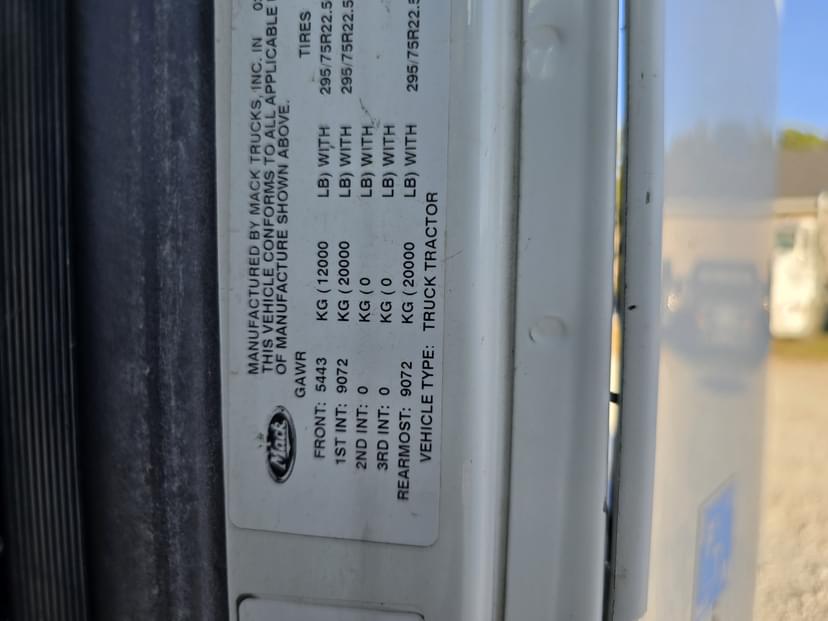 MANUFACTURED BY MACK TRUCKS, INC. IN
THIS VEHICLE CONFORMS TO ALL APPLICABLE
OF MANUFACTURE SHOWN ABOVE.
Mack
GAWR TIRES
FRONT: 5443 KG ( 12000 LB) WITH 295/75R22.5
1ST INT: 9072 KG ( 20000 LB) WITH 295/75R22.5
2ND INT: 0 KG ( 0 LB) WITH
3RD INT: 0 KG ( 0 LB) WITH
REARMOST: 9072 KG ( 20000 LB) WITH 295/75R22.5
VEHICLE TYPE: TRUCK TRACTOR